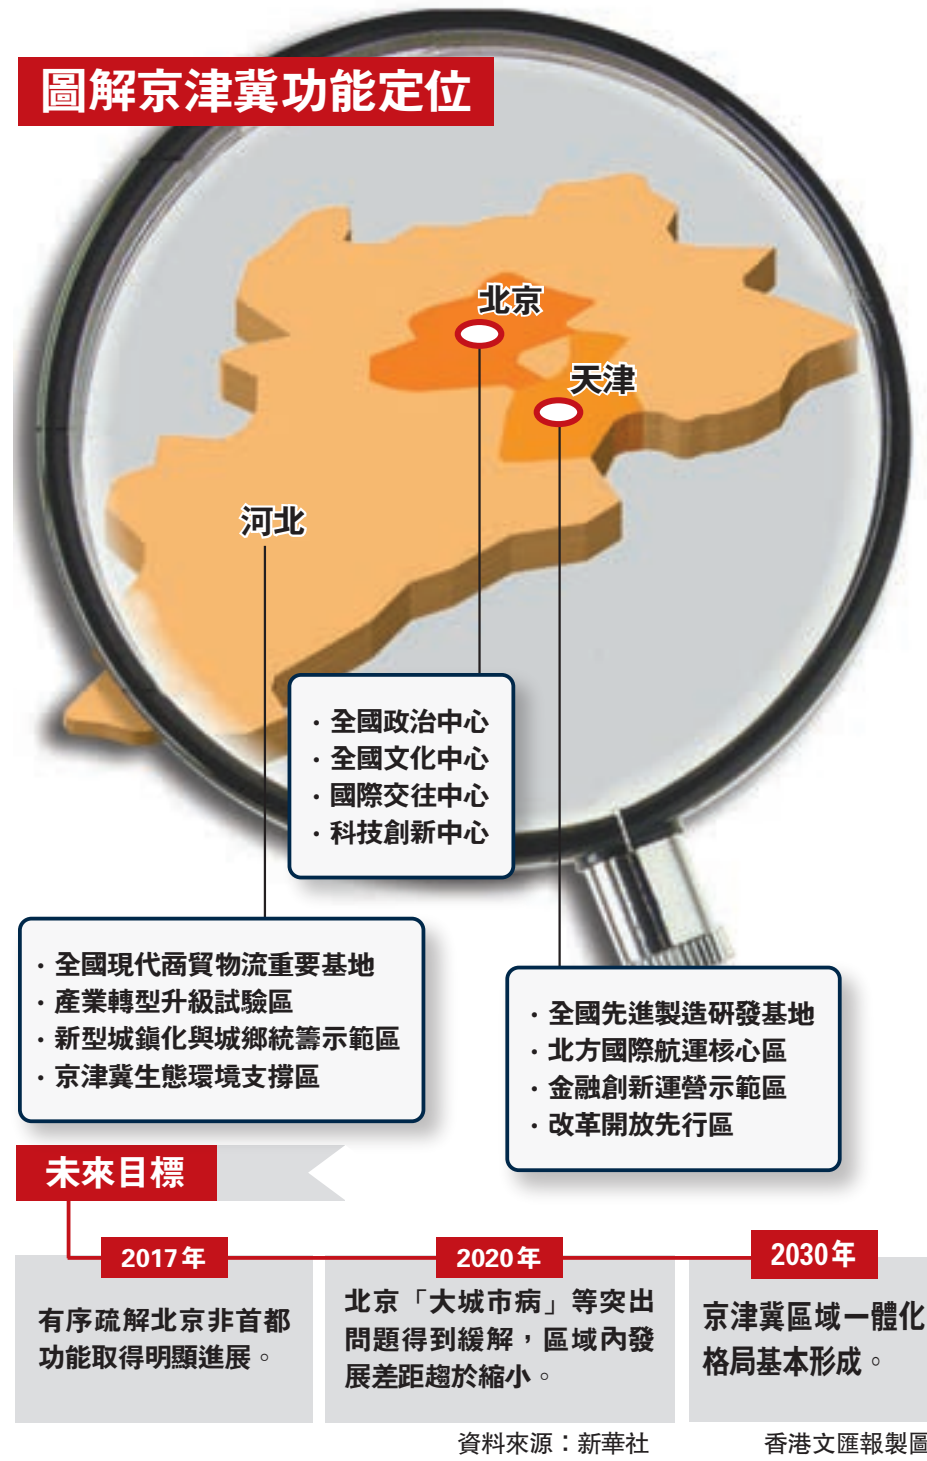 圖解京津冀功能定位
北京
天津
河北
·全國政治中心
·全國文化中心
·國際交往中心
·科技創新中心
·全國現代商貿物流重要基地
·產業轉型升級試驗區
·新型城鎮化與城鄉統籌示範區
·京津冀生態環境支撐區
·全國先進製造研發基地
·北方國際航運核心區
·金融創新運營示範區
·改革開放先行區
未來目標
2017年
有序疏解北京非首都
功能取得明顯進展。
2020年
北京「大城市病」等突出
問題得到緩解，區域內發
展差距趨於縮小。
2030年
京津冀區域一體化
格局基本形成。
資料來源：新華社
香港文匯報製圖